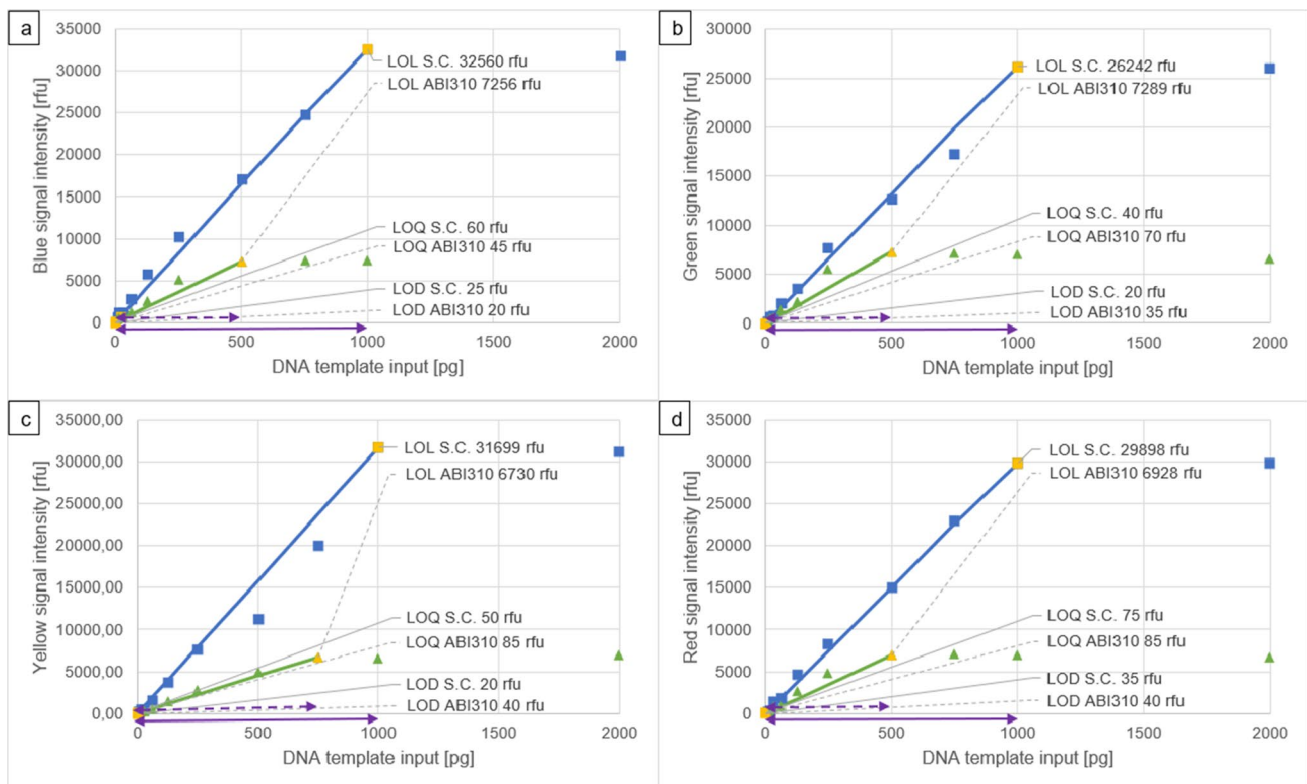 a
35000
30000
25000
20000
15000
10000
5000
0
Blue signal intensity [rfu]
LOL S.C. 32560 rfu
LOL ABI310 7256 rfu
LOQ S.C. 60 rfu
LOQ ABI310 45 rfu
LOD S.C. 25 rfu
LOD ABI310 20 rfu
0 500 1000 1500 2000
DNA template input [pg]
b
30000
25000
20000
15000
10000
5000
0
Green signal intensity [rfu]
LOL S.C. 26242 rfu
LOL ABI310 7289 rfu
LOQ S.C. 40 rfu
LOQ ABI310 70 rfu
LOD S.C. 20 rfu
LOD ABI310 35 rfu
0 500 1000 1500 2000
DNA template input [pg]
c
35000,00
30000,00
25000,00
20000,00
15000,00
10000,00
5000,00
0,00
Yellow signal intensity [rfu]
LOL S.C. 31699 rfu
LOL ABI310 6730 rfu
LOQ S.C. 50 rfu
LOQ ABI310 85 rfu
LOD S.C. 20 rfu
LOD ABI310 40 rfu
0 500 1000 1500 2000
DNA template input [pg]
d
35000
30000
25000
20000
15000
10000
5000
0
Red signal intensity [rfu]
LOL S.C. 29898 rfu
LOL ABI310 6928 rfu
LOQ S.C. 75 rfu
LOQ ABI310 85 rfu
LOD S.C. 35 rfu
LOD ABI310 40 rfu
0 500 1000 1500 2000
DNA template input [pg]